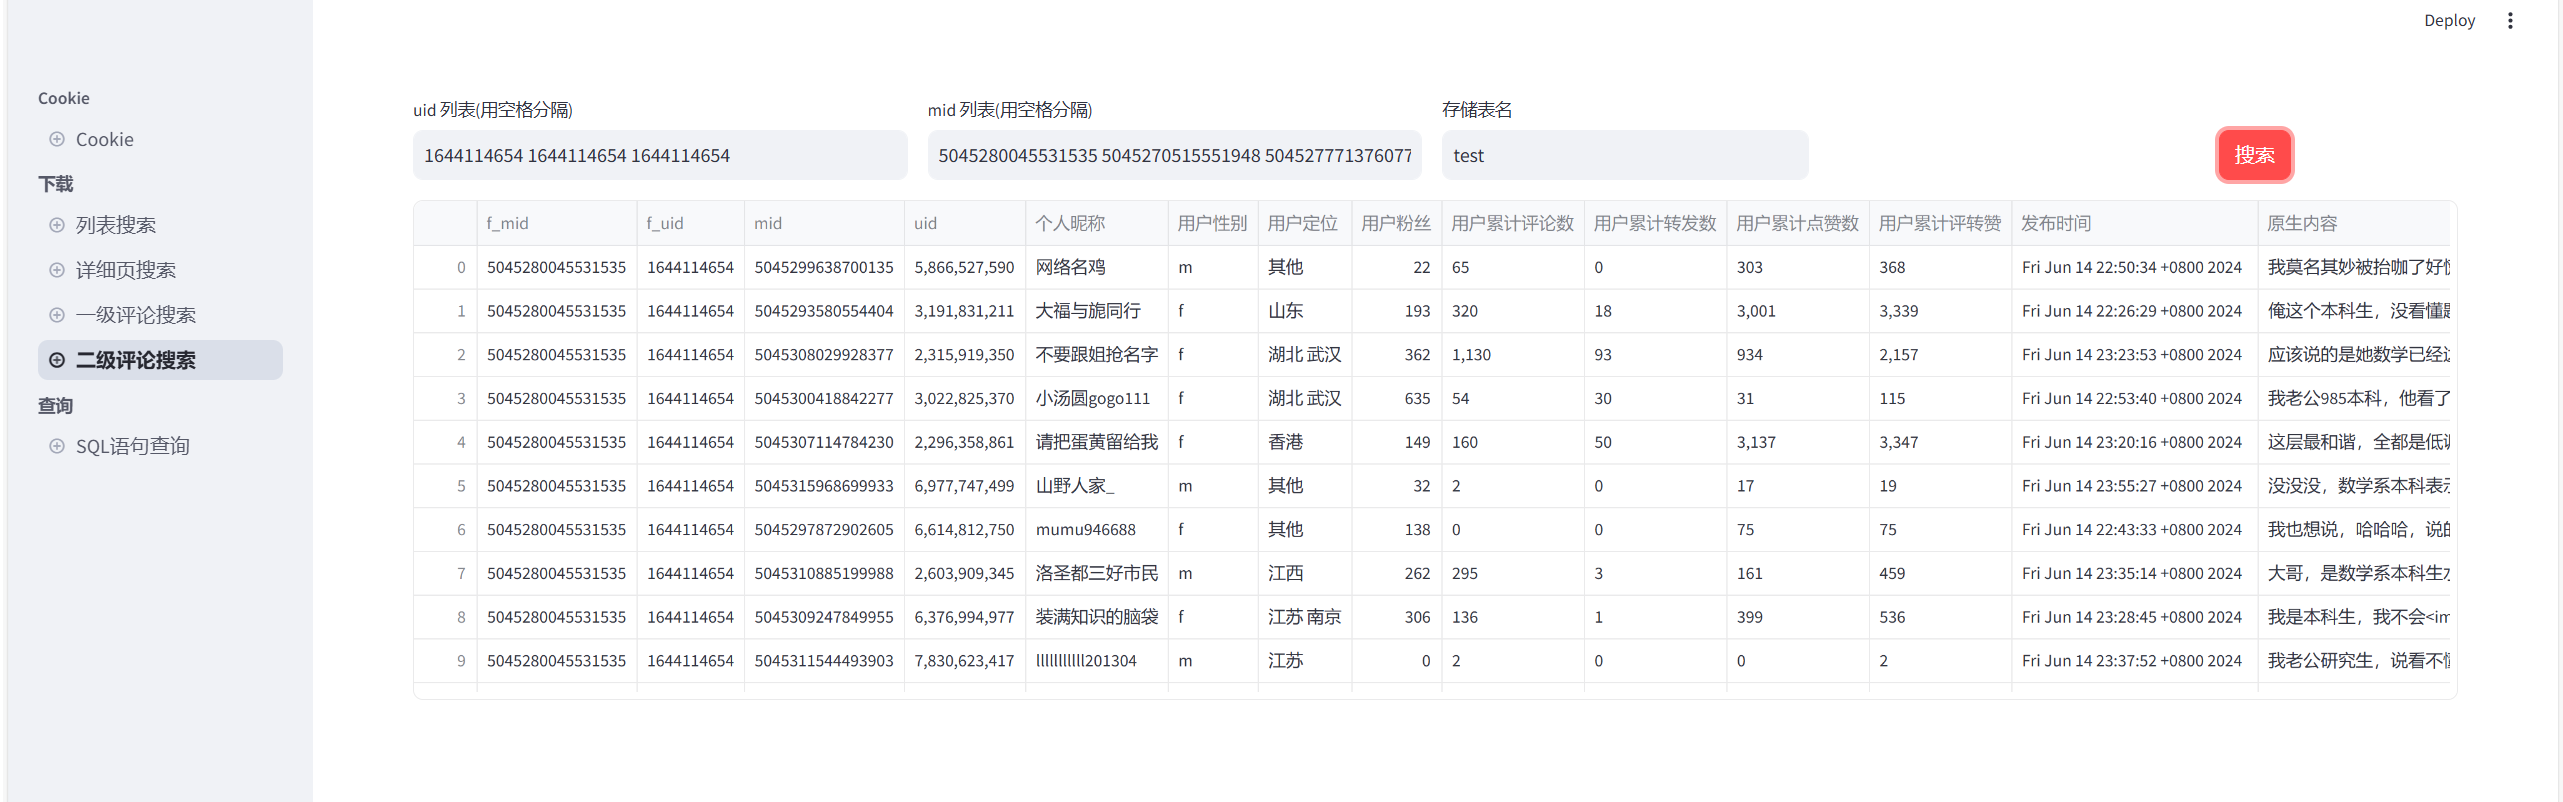 Deploy
Cookie
Cookie
下载
列表搜索
详细页搜索
一级评论搜索
二级评论搜索
查询
SQL语句查询
uid 列表(用空格分隔) mid 列表(用空格分隔) 存储表名
1644114654 1644114654 1644114654 5045280045531535 5045270515551948 504527771376077 test 搜索
f_mid f_uid mid uid 个人昵称 用户性别 用户定位 用户粉丝 用户累计评论数 用户累计转发数 用户累计点赞数 用户累计评转赞 发布时间 原生内容
0 5045280045531535 1644114654 5045299638700135 5,866,527,590 网络名鸡 m 其他 22 65 0 303 368 Fri Jun 14 22:50:34 +0800 2024 我莫名其妙被抬咖了好
1 5045280045531535 1644114654 5045293580554404 3,191,831,211 大福与旎同行 f 山东 193 320 18 3,001 3,339 Fri Jun 14 22:26:29 +0800 2024 俺这个本科生，没看懂
2 5045280045531535 1644114654 5045308029928377 2,315,919,350 不要跟姐抢名字 f 湖北 武汉 362 1,130 93 934 2,157 Fri Jun 14 23:23:53 +0800 2024 应该说的是她数学已经
3 5045280045531535 1644114654 5045300418842277 3,022,825,370 小汤圆gogo111 f 湖北 武汉 635 54 30 31 115 Fri Jun 14 22:53:40 +0800 2024 我老公985本科，他看了
4 5045280045531535 1644114654 5045307114784230 2,296,358,861 请把蛋黄留给我 f 香港 149 160 50 3,137 3,347 Fri Jun 14 23:20:16 +0800 2024 这层最和谐，全都是低
5 5045280045531535 1644114654 5045315968699933 6,977,747,499 山野人家_ m 其他 32 2 0 17 19 Fri Jun 14 23:55:27 +0800 2024 没没没，数学系本科表
6 5045280045531535 1644114654 5045297872902605 6,614,812,750 mumu946688 f 其他 138 0 0 75 75 Fri Jun 14 22:43:33 +0800 2024 我也想说，哈哈哈，说
7 5045280045531535 1644114654 5045310885199988 2,603,909,345 洛圣都三好市民 m 江西 262 295 3 161 459 Fri Jun 14 23:35:14 +0800 2024 大哥，是数学系本科生
8 5045280045531535 1644114654 5045309247849955 6,376,994,977 装满知识的脑袋 f 江苏 南京 306 136 1 399 536 Fri Jun 14 23:28:45 +0800 2024 我是本科生，我不会<im
9 5045280045531535 1644114654 5045311544493903 7,830,623,417 lllllllllll201304 m 江苏 0 2 0 0 2 Fri Jun 14 23:37:52 +0800 2024 我老公研究生，说看不